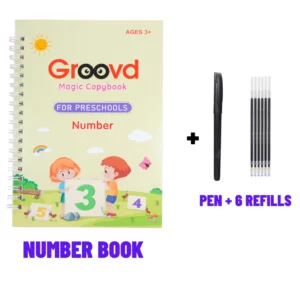 AGES 3+
Groovd
Magic Copybook
FOR PRESCHOOLS
Number
3
5
4
+
PEN + 6 REFILLS
NUMBER BOOK